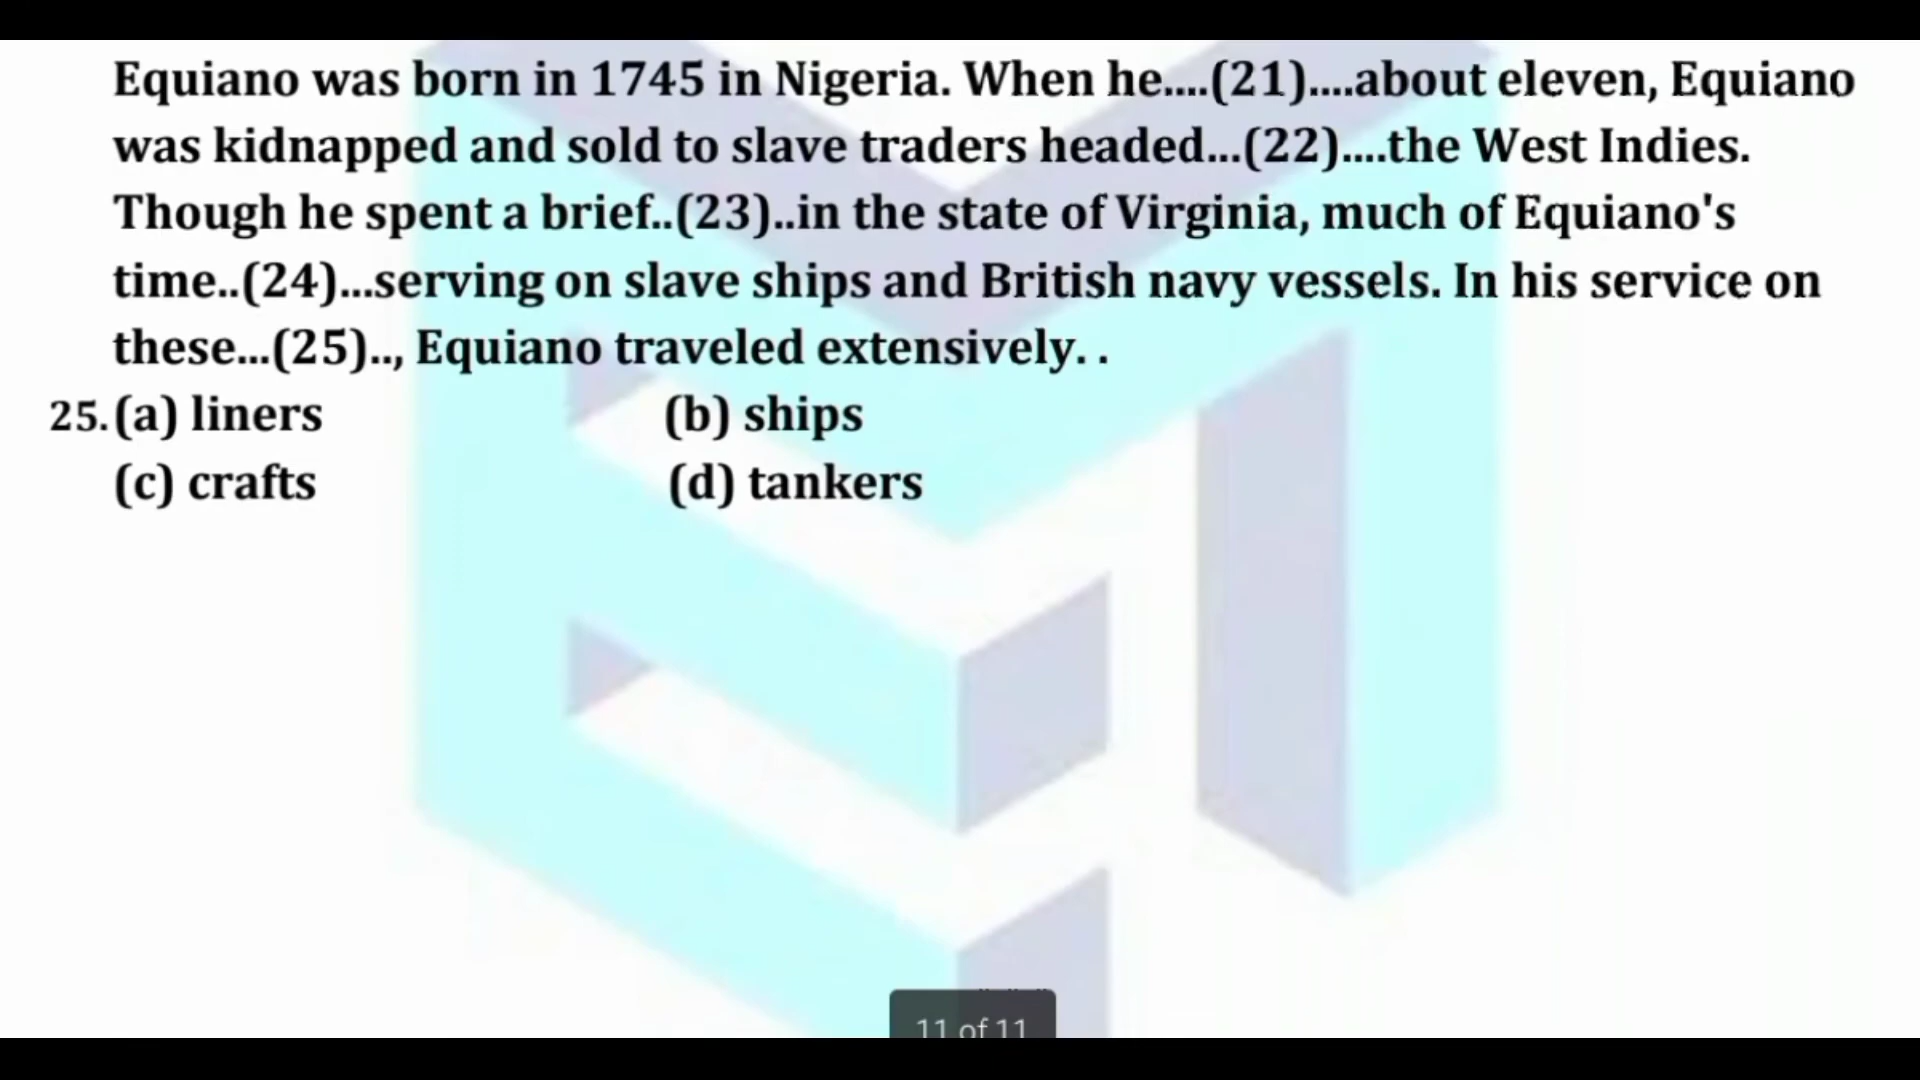 Equiano was born in 1745 in Nigeria. When he....(21)....about eleven, Equiano
was kidnapped and sold to slave traders headed...(22)....the West Indies.
Though he spent a brief..(23)..in the state of Virginia, much of Equiano's
time..(24)...serving on slave ships and British navy vessels. In his service on
these...(25).., Equiano traveled extensively. .
25.(a) liners (b) ships
(c) crafts (d) tankers
11 of 11